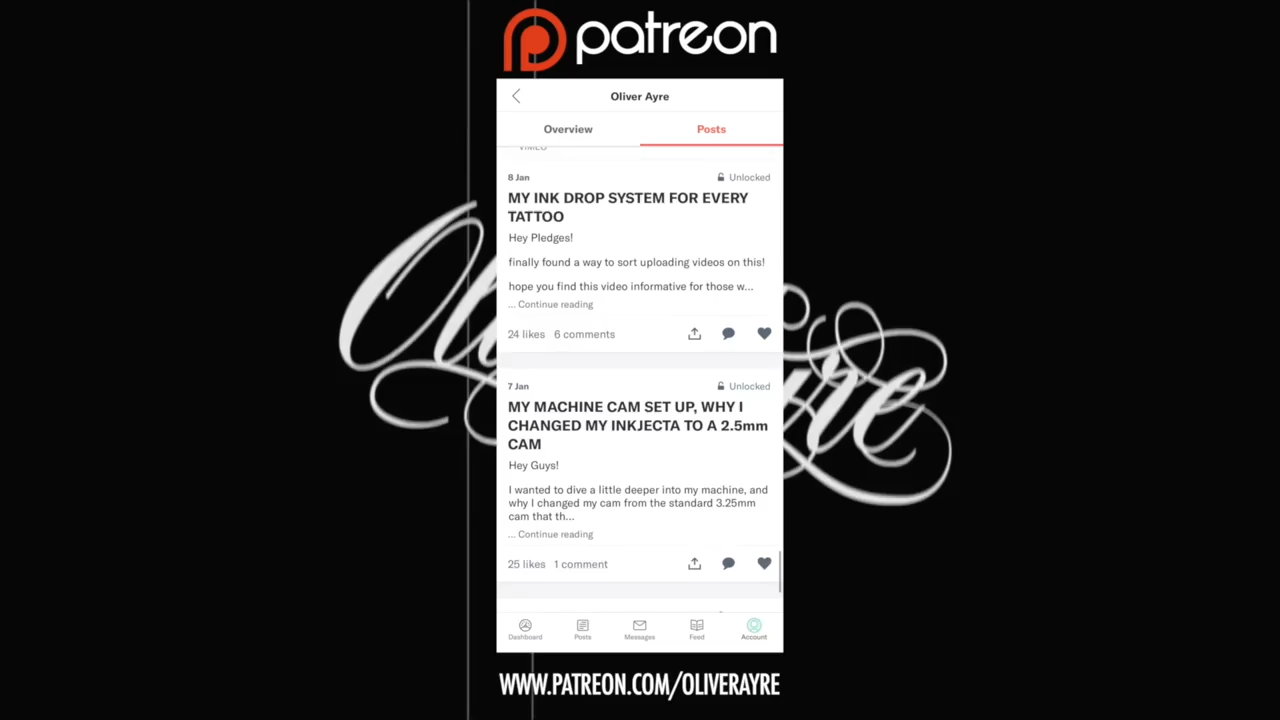 patreon
Oliver Ayre
Overview
Posts
VIMEO
8 Jan
Unlocked
MY INK DROP SYSTEM FOR EVERY
TATTOO
Hey Pledges!
finally found a way to sort uploading videos on this!
hope you find this video informative for those w...
... Continue reading
24 likes 6 comments
7 Jan
Unlocked
MY MACHINE CAM SET UP, WHY I
CHANGED MY INKJECTA TO A 2.5mm
CAM
Hey Guys!
I wanted to dive a little deeper into my machine, and
why I changed my cam from the standard 3.25mm
cam that th...
... Continue reading
25 likes 1 comment
Dashboard
Posts
Messages
Feed
Account
WWW.PATREON.COM/OLIVERAYRE